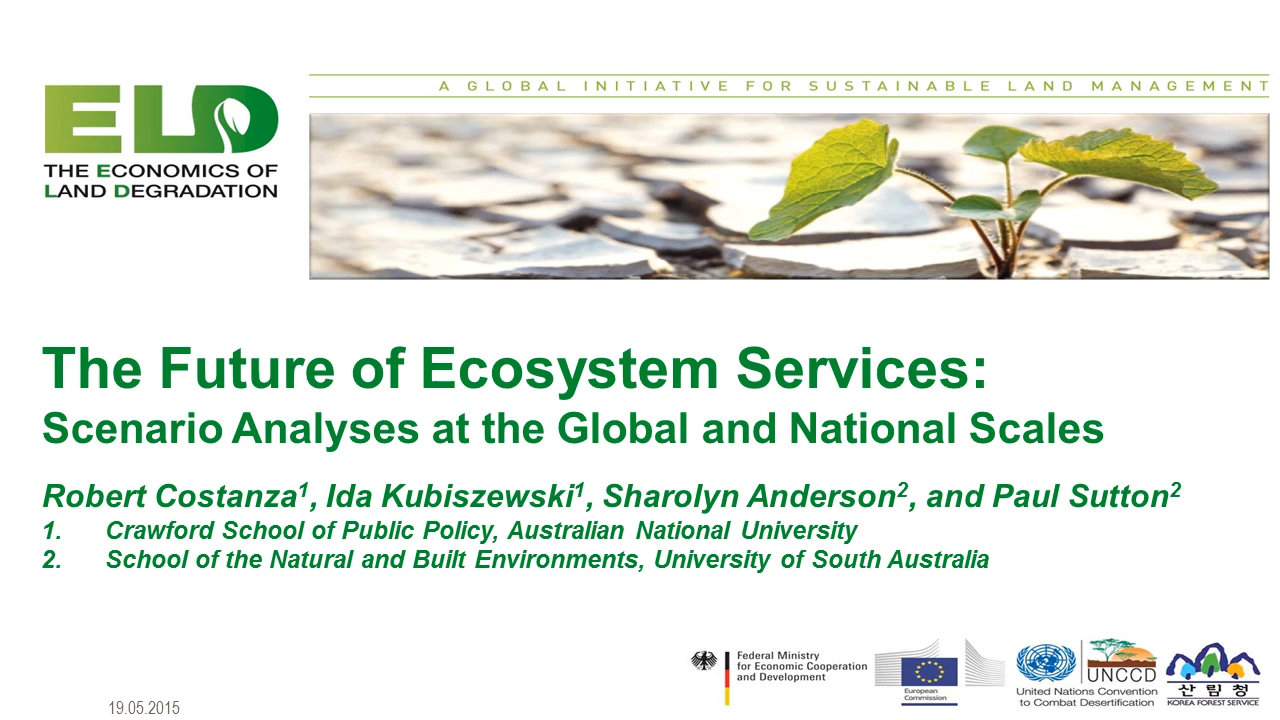 A GLOBAL INITIATIVE FOR SUSTAINABLE LAND MANAGEMENT
ELD
THE ECONOMICS OF
LAND DEGRADATION
The Future of Ecosystem Services:
Scenario Analyses at the Global and National Scales
Robert Costanza¹, Ida Kubiszewski¹, Sharolyn Anderson², and Paul Sutton²
1. Crawford School of Public Policy, Australian National University
2. School of the Natural and Built Environments, University of South Australia
Federal Ministry
for Economic Cooperation
and Development
European
Commission
UNCCD
United Nations Convention
to Combat Desertification
산림청
KOREA FOREST SERVICE
19.05.2015